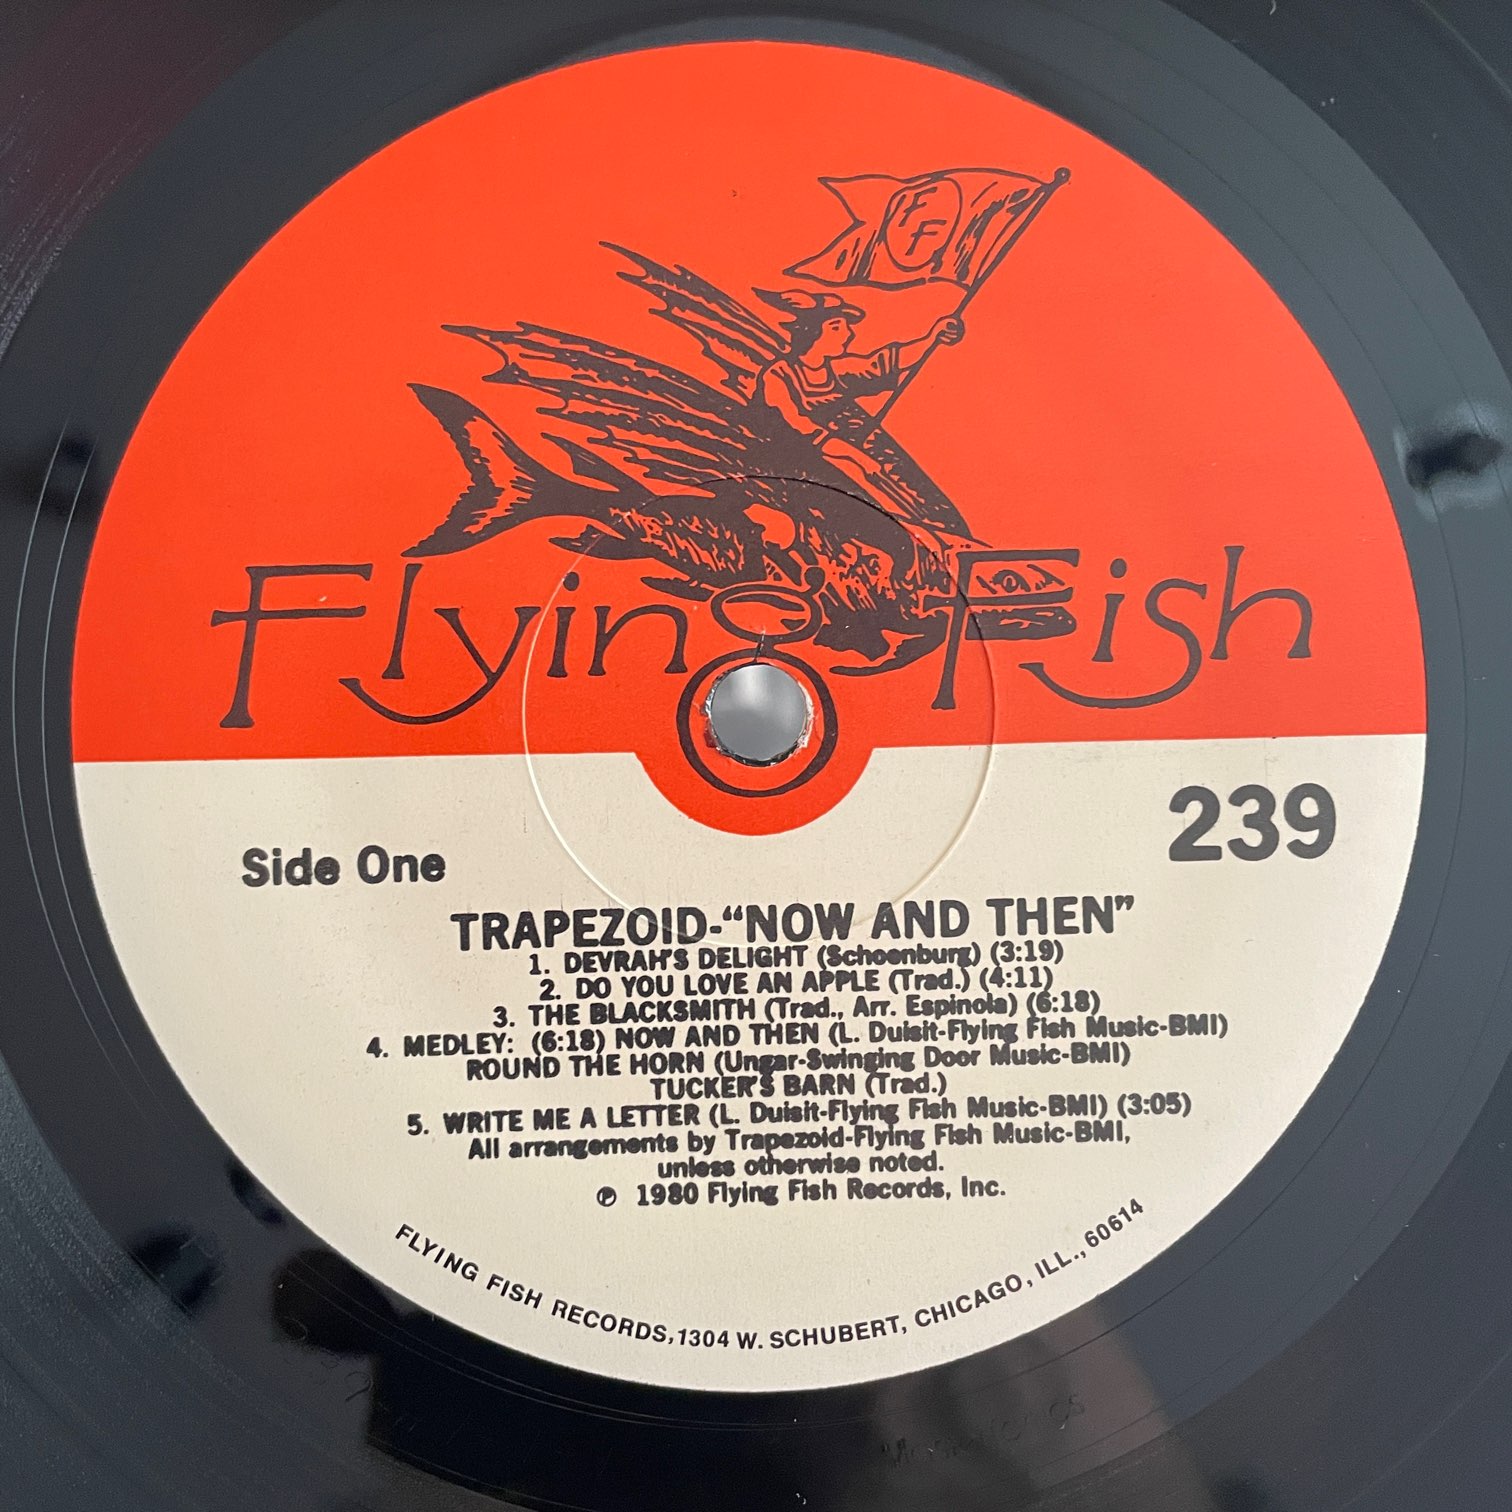 FF
Flying Fish
239
Side One
TRAPEZOID-“NOW AND THEN”
1. DEVRAH'S DELIGHT (Schoenburg) (3:19)
2. DO YOU LOVE AN APPLE (Trad.) (4:11)
3. THE BLACKSMITH (Trad., Arr. Espinola) (6:18)
4. MEDLEY: (6:18) NOW AND THEN (L. Duisit-Flying Fish Music-BMI)
ROUND THE HORN (Ungar-Swinging Door Music-BMI)
TUCKER'S BARN (Trad.)
5. WRITE ME A LETTER (L. Duisit-Flying Fish Music-BMI) (3:05)
All arrangements by Trapezoid-Flying Fish Music-BMI,
unless otherwise noted.
℗ 1980 Flying Fish Records, Inc.
FLYING FISH RECORDS, 1304 W. SCHUBERT, CHICAGO, ILL., 60614